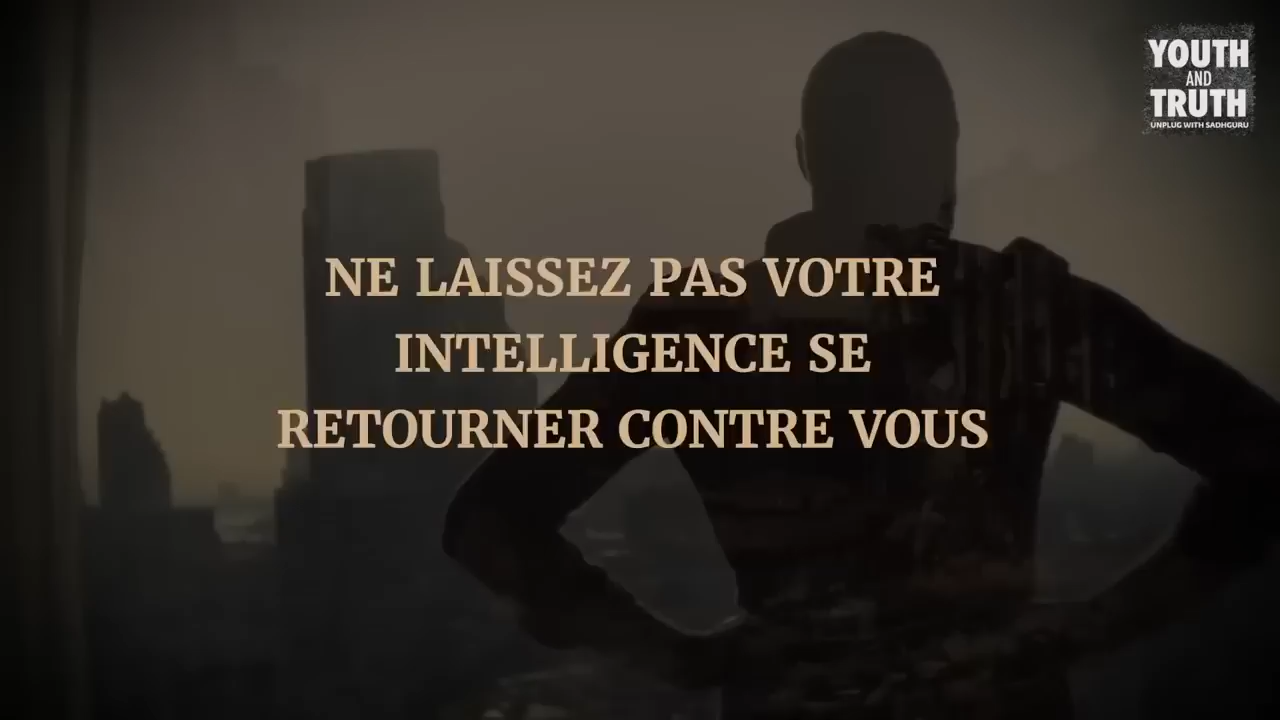 YOUTH
AND
TRUTH
UNPLUG WITH SADHGURU
NE LAISSEZ PAS VOTRE
INTELLIGENCE SE
RETOURNER CONTRE VOUS